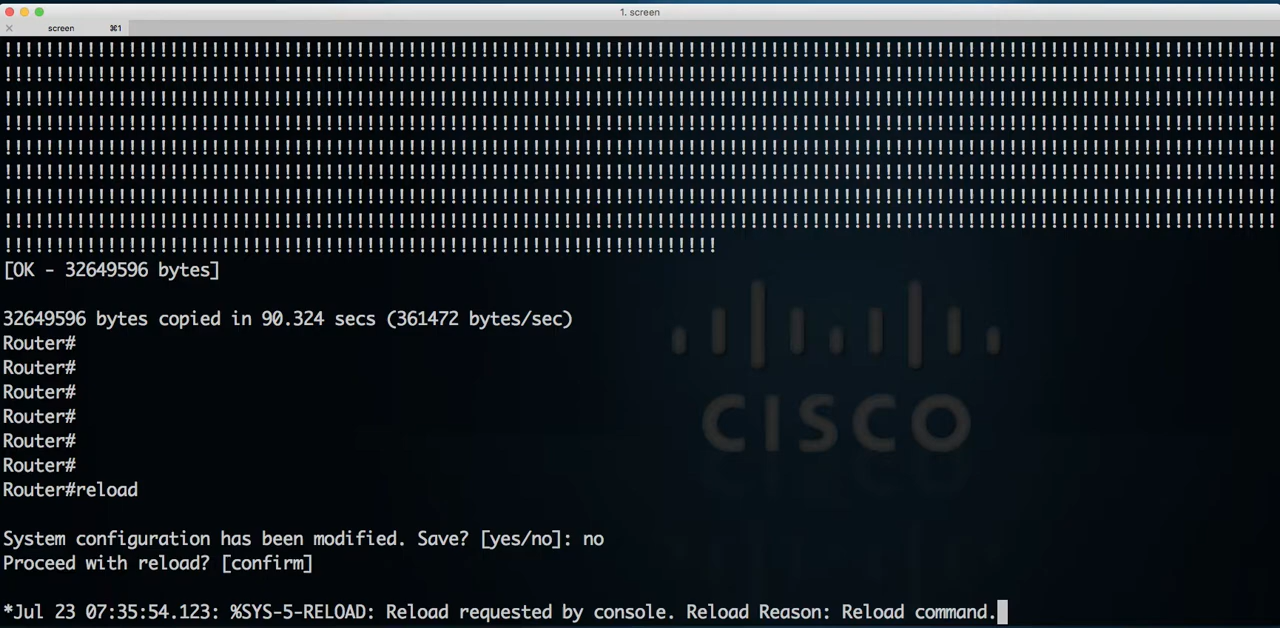 1. screen
screen ⌘1
!!!!!!!!!!!!!!!!!!!!!!!!!!!!!!!!!!!!!!!!!!!!!!!!!!!!!!!!!!!!!!!!!!!!!!!!!!!!!!!!!!!!!!!!!!!!!!!!!!!!!!!!!!!!!!!!!!!!!!!!!!!
!!!!!!!!!!!!!!!!!!!!!!!!!!!!!!!!!!!!!!!!!!!!!!!!!!!!!!!!!!!!!!!!!!!!!!!!!!!!!!!!!!!!!!!!!!!!!!!!!!!!!!!!!!!!!!!!!!!!!!!!!!!
!!!!!!!!!!!!!!!!!!!!!!!!!!!!!!!!!!!!!!!!!!!!!!!!!!!!!!!!!!!!!!!!!!!!!!!!!!!!!!!!!!!!!!!!!!!!!!!!!!!!!!!!!!!!!!!!!!!!!!!!!!!
!!!!!!!!!!!!!!!!!!!!!!!!!!!!!!!!!!!!!!!!!!!!!!!!!!!!!!!!!!!!!!!!!!!!!!!!!!!!!!!!!!!!!!!!!!!!!!!!!!!!!!!!!!!!!!!!!!!!!!!!!!!
!!!!!!!!!!!!!!!!!!!!!!!!!!!!!!!!!!!!!!!!!!!!!!!!!!!!!!!!!!!!!!!!!!!!!!!!!!!!!!!!!!!!!!!!!!!!!!!!!!!!!!!!!!!!!!!!!!!!!!!!!!!
!!!!!!!!!!!!!!!!!!!!!!!!!!!!!!!!!!!!!!!!!!!!!!!!!!!!!!!!!!!!!!!!!!!!!!!!!!!!!!!!!!!!!!!!!!!!!!!!!!!!!!!!!!!!!!!!!!!!!!!!!!!
!!!!!!!!!!!!!!!!!!!!!!!!!!!!!!!!!!!!!!!!!!!!!!!!!!!!!!!!!!!!!!!!!!!!!!!!!!!!!!!!!!!!!!!!!!!!!!!!!!!!!!!!!!!!!!!!!!!!!!!!!!!
!!!!!!!!!!!!!!!!!!!!!!!!!!!!!!!!!!!!!!!!!!!!!!!!!!!!!!!!!!!!!!!!!!!!!!!!!!!!!!!!!!!!!!!!!!!!!!!!!!!!!!!!!!!!!!!!!!!!!!!!!!!
!!!!!!!!!!!!!!!!!!!!!!!!!!!!!!!!!!!!!!!!!!!!!!!!!!!!!!!!!!!!!!!!!!!!!
[OK - 32649596 bytes]
32649596 bytes copied in 90.324 secs (361472 bytes/sec)
Router#
Router#
Router#
Router#
Router#
Router#
Router#reload
CISCO
System configuration has been modified. Save? [yes/no]: no
Proceed with reload? [confirm]
*Jul 23 07:35:54.123: %SYS-5-RELOAD: Reload requested by console. Reload Reason: Reload command.